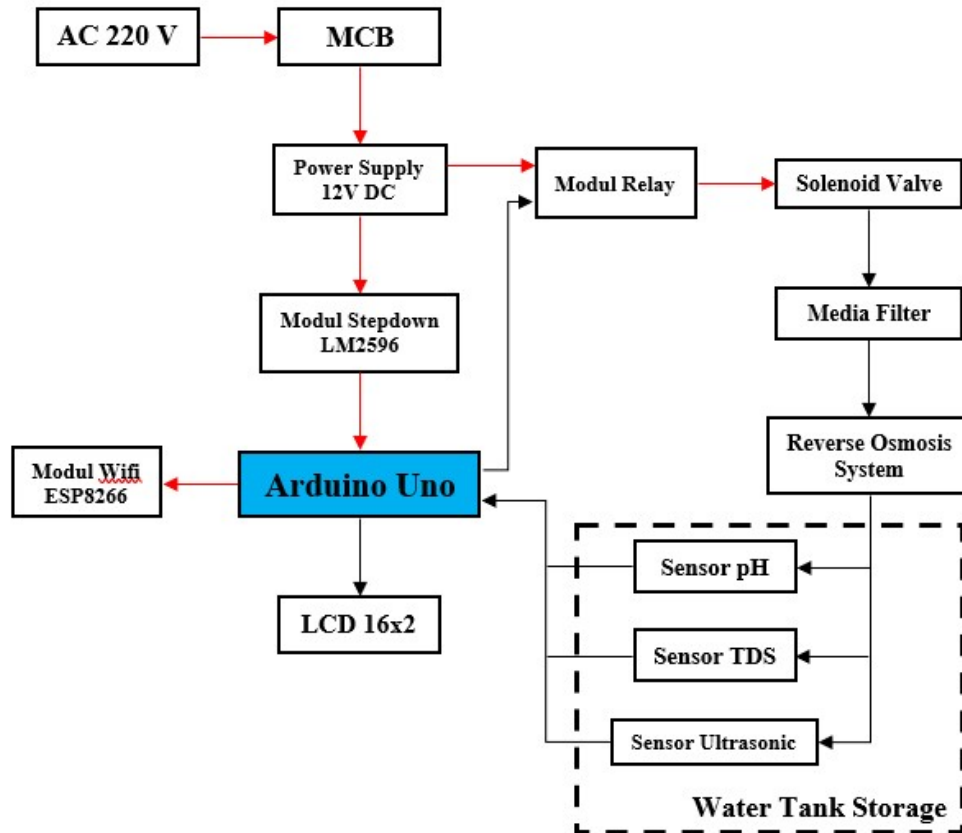 AC 220 V
MCB
Power Supply
12V DC
Modul Relay
Solenoid Valve
Modul Stepdown
LM2596
Media Filter
Modul Wifi
ESP8266
Arduino Uno
Reverse Osmosis
System
Sensor pH
LCD 16x2
Sensor TDS
Sensor Ultrasonic
Water Tank Storage